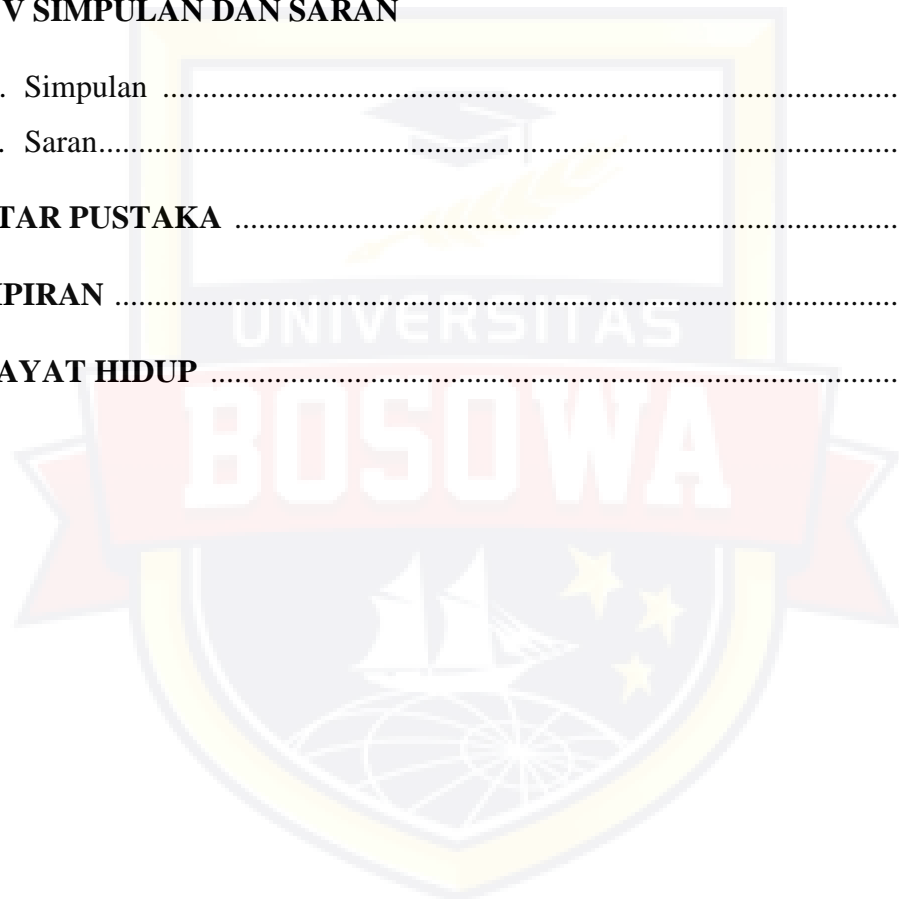 V SIMPULAN DAN SARAN
. Simpulan ....................................................................................................
. Saran............................................................................................................
TAR PUSTAKA ...........................................................................................
PIRAN ..........................................................................................................
AYAT HIDUP ..............................................................................................
UNIVERSITAS
BOSOWA